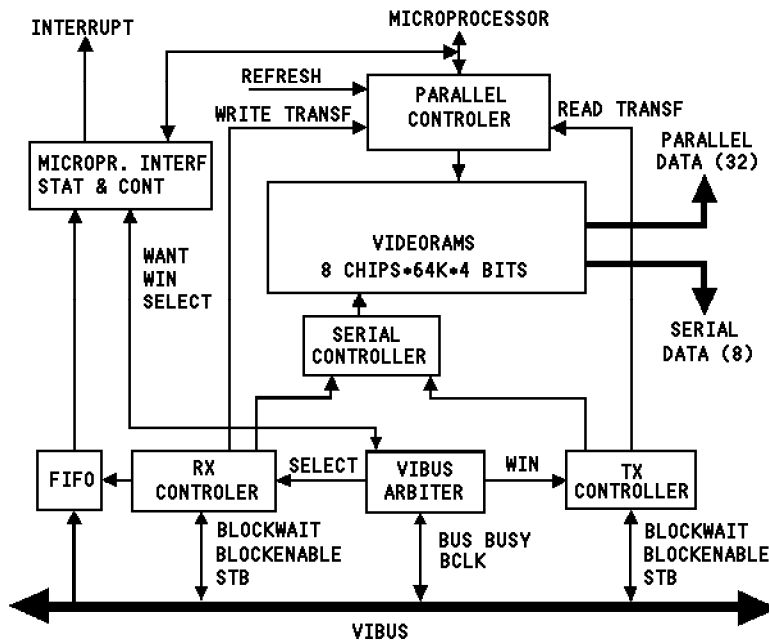 MICROPROCESSOR
INTERRUPT
REFRESH
WRITE TRANSF
PARALLEL
CONTROLER
READ TRANSF
PARALLEL
DATA (32)
MICROPR. INTERF
STAT & CONT
VIDEORAMS
8 CHIPS*64K*4 BITS
WANT
WIN
SELECT
SERIAL
CONTROLLER
SERIAL
DATA (8)
FIFO
RX
CONTROLER
SELECT
VIBUS
ARBITER
WIN
TX
CONTROLLER
BLOCKWAIT
BLOCKENABLE
STB
BUS BUSY
BCLK
BLOCKWAIT
BLOCKENABLE
STB
VIBUS